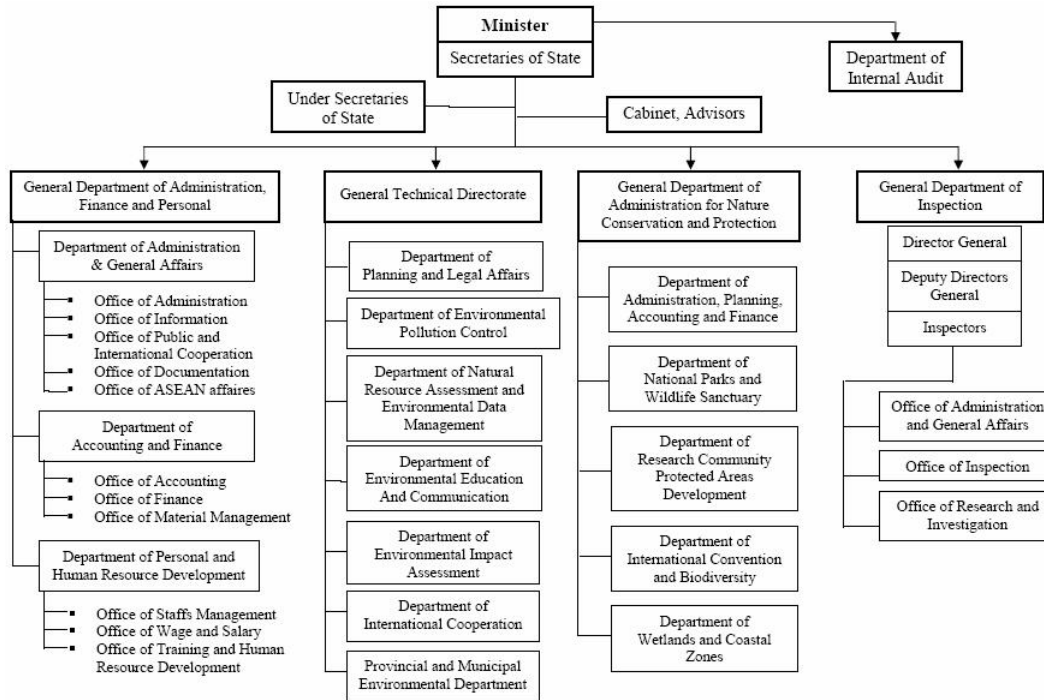 Minister
Secretaries of State
Department of
Internal Audit
Under Secretaries
of State
Cabinet, Advisors
General Department of Administration,
Finance and Personal
Department of Administration
& General Affairs
Office of Administration
Office of Information
Office of Public and
International Cooperation
Office of Documentation
Office of ASEAN affaires
Department of
Accounting and Finance
Office of Accounting
Office of Finance
Office of Material Management
Department of Personal and
Human Resource Development
Office of Staffs Management
Office of Wage and Salary
Office of Training and Human
Resource Development
General Technical Directorate
Department of
Planning and Legal Affairs
Department of Environmental
Pollution Control
Department of Natural
Resource Assessment and
Environmental Data
Management
Department of
Environmental Education
And Communication
Department of
Environmental Impact
Assessment
Department of
International Cooperation
Provincial and Municipal
Environmental Department
General Department of
Administration for Nature
Conservation and Protection
Department of
Administration, Planning,
Accounting and Finance
Department of
National Parks and
Wildlife Sanctuary
Department of
Research Community
Protected Areas
Development
Department of
International Convention
and Biodiversity
Department of
Wetlands and Coastal
Zones
General Department of
Inspection
Director General
Deputy Directors
General
Inspectors
Office of Administration
and General Affairs
Office of Inspection
Office of Research and
Investigation